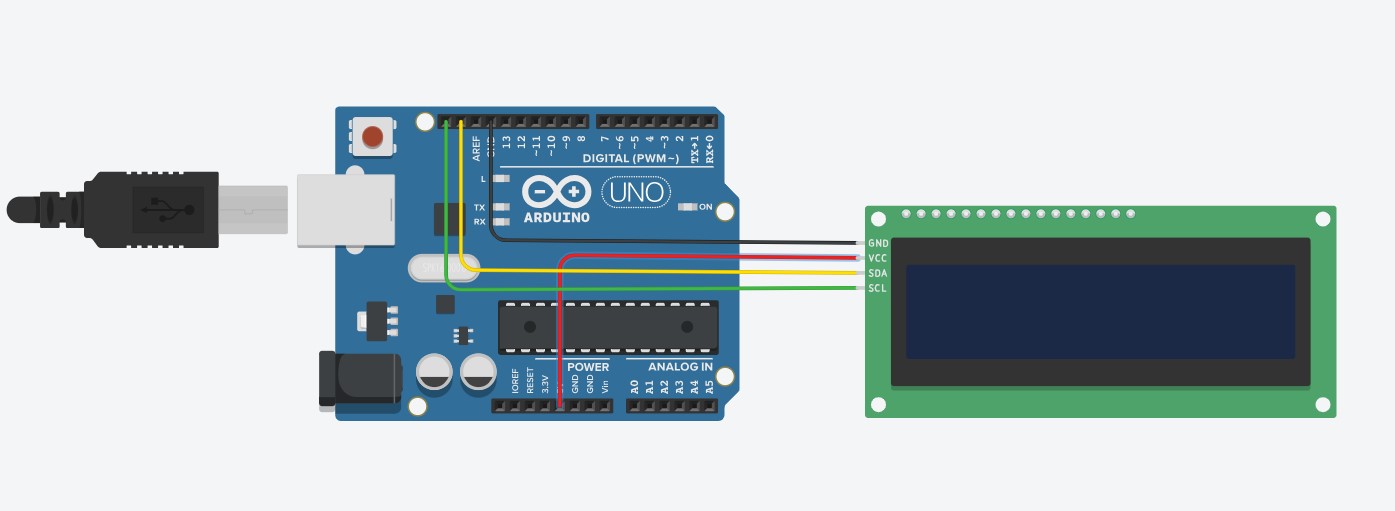 AREF
GND
13
12
~11
~10
~9
8
7
~6
~5
4
~3
2
TX→1
RX←0
DIGITAL (PWM~)
L
TX
RX
ARDUINO
UNO
ON
GND
VCC
SDA
SCL
POWER
ANALOG IN
IOREF
RESET
3.3V
GND
GND
Vin
A0
A1
A2
A3
A4
A5